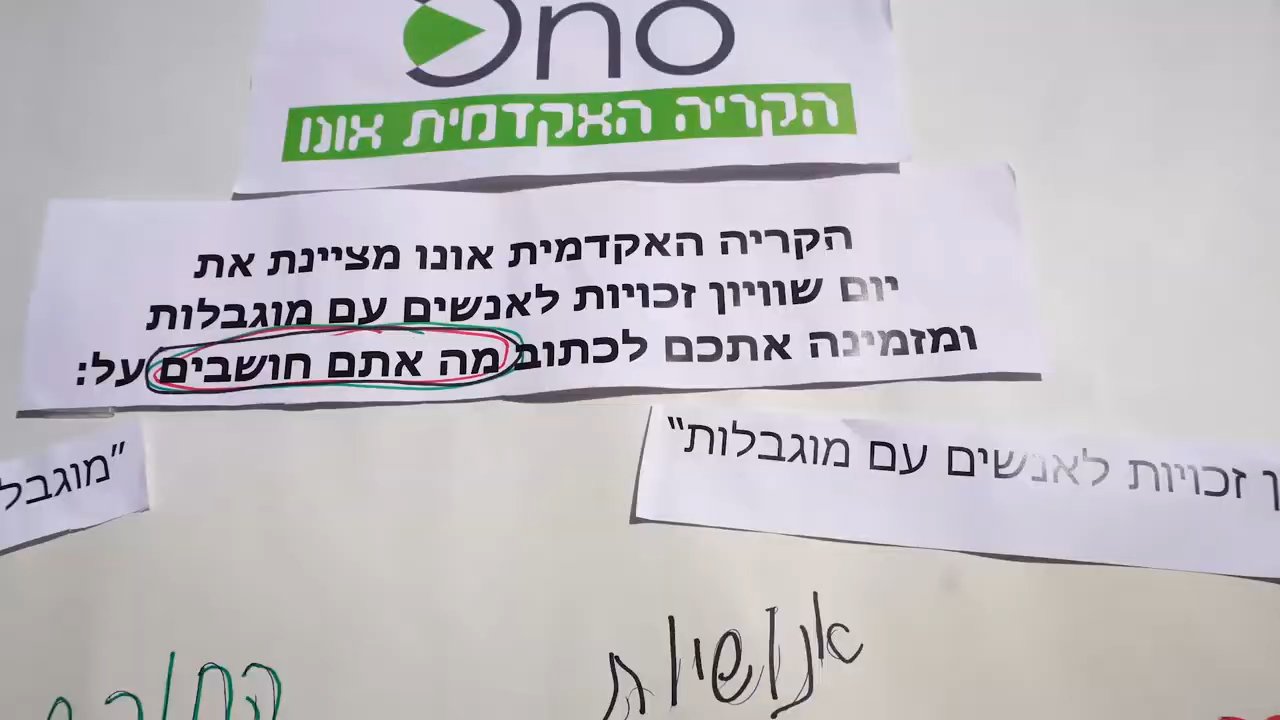 Ono
הקריה האקדמית אונו
הקריה האקדמית אונו מציינת את
יום שוויון זכויות לאנשים עם מוגבלות
ומזמינה אתכם לכתוב מה אתם חושבים על:
זכויות לאנשים עם מוגבלות"
"מוגבל
אנושיות